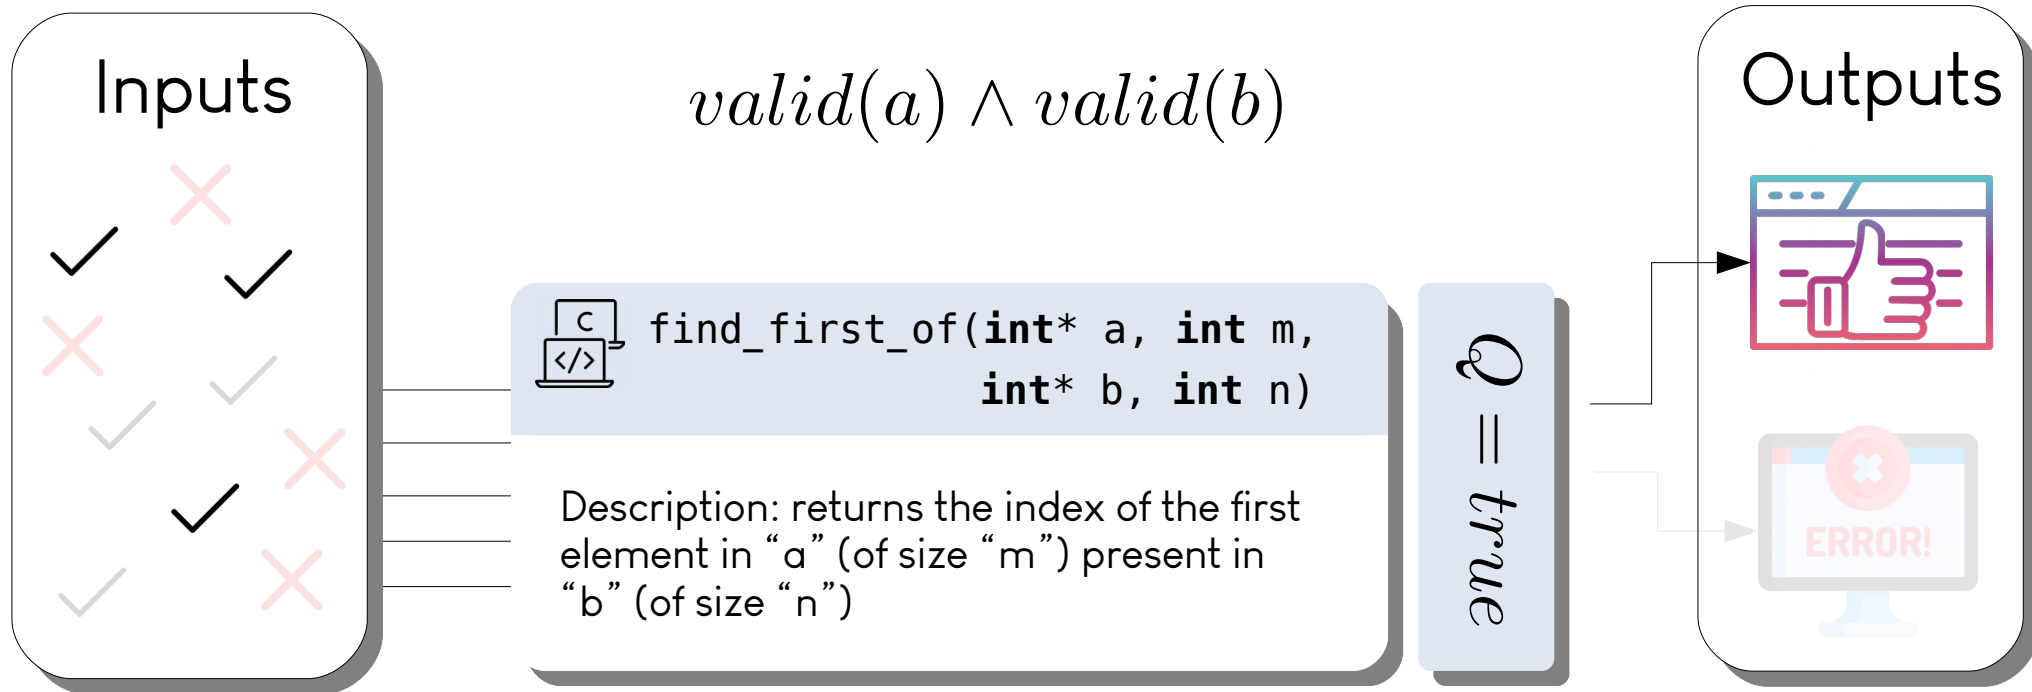 Inputs
valid(a) ∧ valid(b)
Outputs
C
</>
find_first_of(int* a, int m,
int* b, int n)
Description: returns the index of the first
element in “a” (of size “m”) present in
“b” (of size “n”)
Q = true
ERROR!